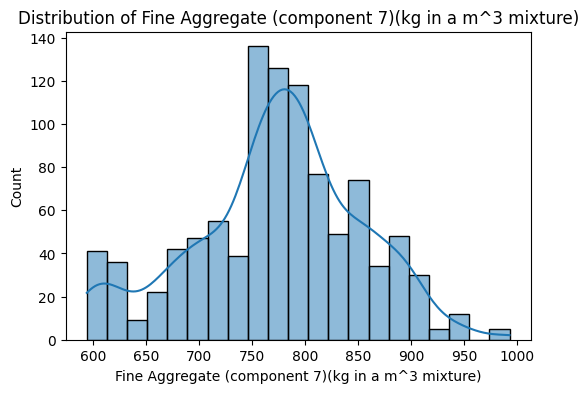 Distribution of Fine Aggregate (component 7)(kg in a m^3 mixture)
140
120
100
80
60
40
20
0
Count
600 650 700 750 800 850 900 950 1000
Fine Aggregate (component 7)(kg in a m^3 mixture)